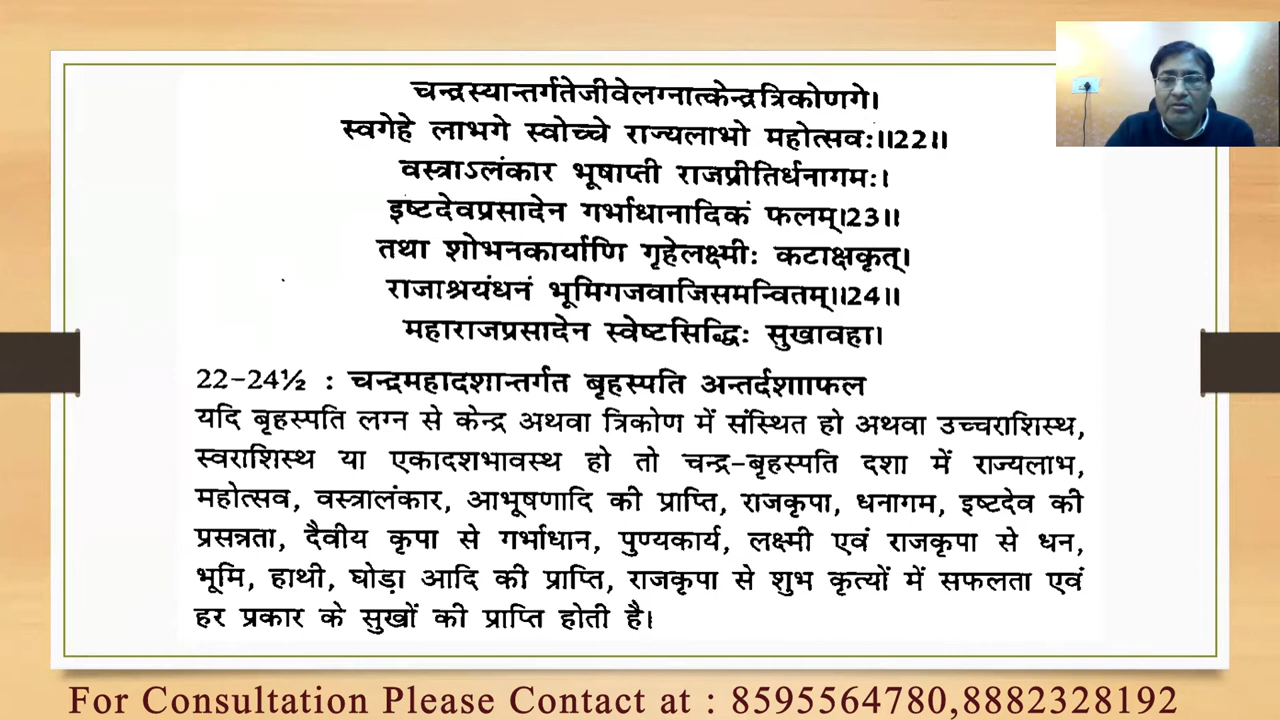 चन्द्रस्यान्तर्गतेजीवेलग्नात्केन्द्रत्रिकोणगे।
स्वगेहे लाभगे स्वोच्चे राज्यलाभो महोत्सवः।।22।।
वस्त्राऽलंकार भूषाप्ती राजप्रीतिर्धनागमः।
इष्टदेवप्रसादेन गर्भाधानादिकं फलम्।23।।
तथा शोभनकार्याणि गृहेलक्ष्मीः कटाक्षकृत्।
राजाश्रयंधनं भूमिगजवाजिसमन्वितम्।।24।।
महाराजप्रसादेन स्वेष्टसिद्धिः सुखावहा।
22-24½ : चन्द्रमहादशान्तर्गत बृहस्पति अन्तर्दशााफल
यदि बृहस्पति लग्न से केन्द्र अथवा त्रिकोण में संस्थित हो अथवा उच्चराशिस्थ,
स्वराशिस्थ या एकादशभावस्थ हो तो चन्द्र-बृहस्पति दशा में राज्यलाभ,
महोत्सव, वस्त्रालंकार, आभूषणादि की प्राप्ति, राजकृपा, धनागम, इष्टदेव की
प्रसन्नता, दैवीय कृपा से गर्भाधान, पुण्यकार्य, लक्ष्मी एवं राजकृपा से धन,
भूमि, हाथी, घोड़ा आदि की प्राप्ति, राजकृपा से शुभ कृत्यों में सफलता एवं
हर प्रकार के सुखों की प्राप्ति होती है।
For Consultation Please Contact at : 8595564780,8882328192